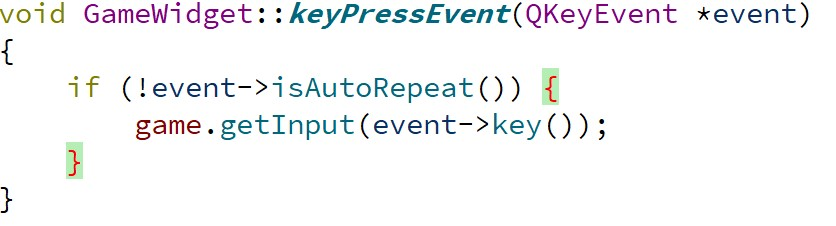 void GameWidget::keyPressEvent(QKeyEvent *event)
{
    if (!event->isAutoRepeat()) {
        game.getInput(event->key());
    }
}